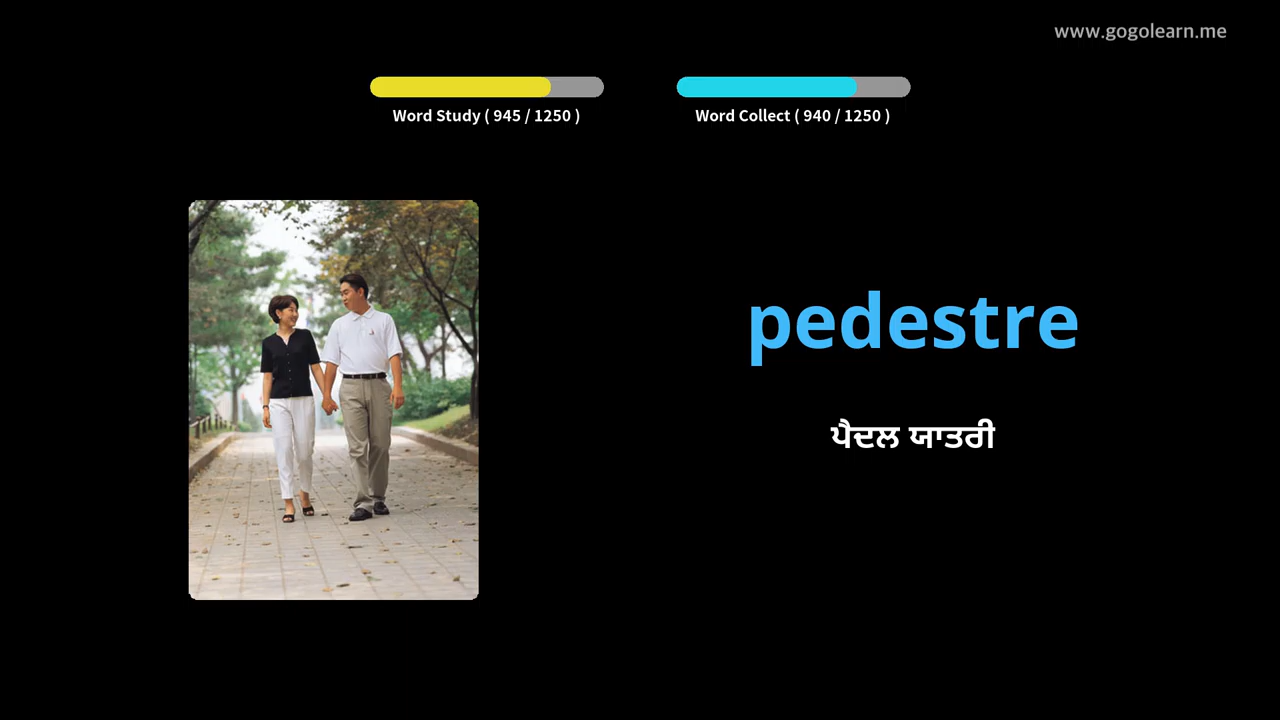 www.gogolearn.me
Word Study ( 945 / 1250 )
Word Collect ( 940 / 1250 )
pedestre
ਪੈਦਲ ਯਾਤਰੀ